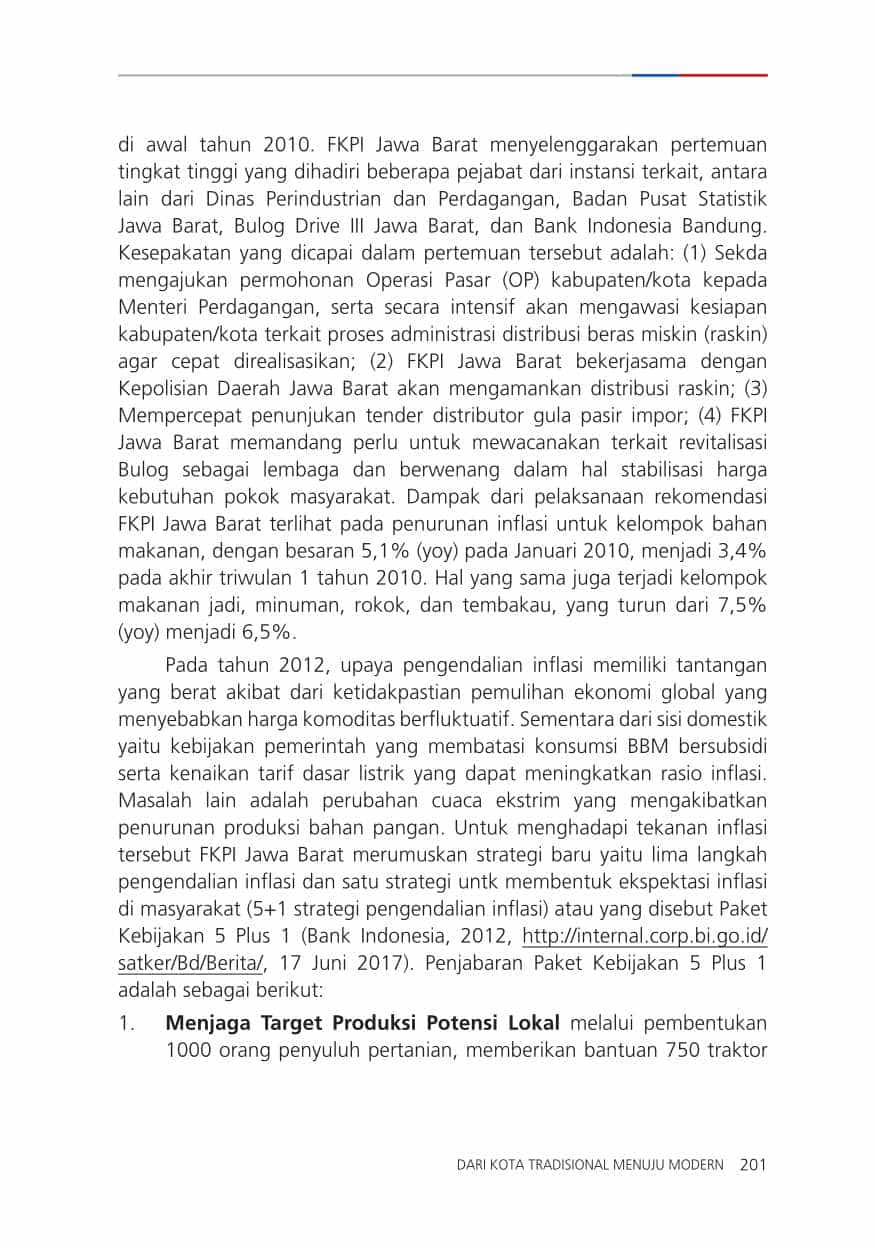 di awal tahun 2010. FKPI Jawa Barat menyelenggarakan pertemuan
tingkat tinggi yang dihadiri beberapa pejabat dari instansi terkait, antara
lain dari Dinas Perindustrian dan Perdagangan, Badan Pusat Statistik
Jawa Barat, Bulog Drive III Jawa Barat, dan Bank Indonesia Bandung.
Kesepakatan yang dicapai dalam pertemuan tersebut adalah: (1) Sekda
mengajukan permohonan Operasi Pasar (OP) kabupaten/kota kepada
Menteri Perdagangan, serta secara intensif akan mengawasi kesiapan
kabupaten/kota terkait proses administrasi distribusi beras miskin (raskin)
agar cepat direalisasikan; (2) FKPI Jawa Barat bekerjasama dengan
Kepolisian Daerah Jawa Barat akan mengamankan distribusi raskin; (3)
Mempercepat penunjukan tender distributor gula pasir impor; (4) FKPI
Jawa Barat memandang perlu untuk mewacanakan terkait revitalisasi
Bulog sebagai lembaga dan berwenang dalam hal stabilisasi harga
kebutuhan pokok masyarakat. Dampak dari pelaksanaan rekomendasi
FKPI Jawa Barat terlihat pada penurunan inflasi untuk kelompok bahan
makanan, dengan besaran 5,1% (yoy) pada Januari 2010, menjadi 3,4%
pada akhir triwulan 1 tahun 2010. Hal yang sama juga terjadi kelompok
makanan jadi, minuman, rokok, dan tembakau, yang turun dari 7,5%
(yoy) menjadi 6,5%.
Pada tahun 2012, upaya pengendalian inflasi memiliki tantangan
yang berat akibat dari ketidakpastian pemulihan ekonomi global yang
menyebabkan harga komoditas berfluktuatif. Sementara dari sisi domestik
yaitu kebijakan pemerintah yang membatasi konsumsi BBM bersubsidi
serta kenaikan tarif dasar listrik yang dapat meningkatkan rasio inflasi.
Masalah lain adalah perubahan cuaca ekstrim yang mengakibatkan
penurunan produksi bahan pangan. Untuk menghadapi tekanan inflasi
tersebut FKPI Jawa Barat merumuskan strategi baru yaitu lima langkah
pengendalian inflasi dan satu strategi untk membentuk ekspektasi inflasi
di masyarakat (5+1 strategi pengendalian inflasi) atau yang disebut Paket
Kebijakan 5 Plus 1 (Bank Indonesia, 2012, http://internal.corp.bi.go.id/
satker/Bd/Berita/, 17 Juni 2017). Penjabaran Paket Kebijakan 5 Plus 1
adalah sebagai berikut:
1. Menjaga Target Produksi Potensi Lokal melalui pembentukan
1000 orang penyuluh pertanian, memberikan bantuan 750 traktor
DARI KOTA TRADISIONAL MENUJU MODERN 201